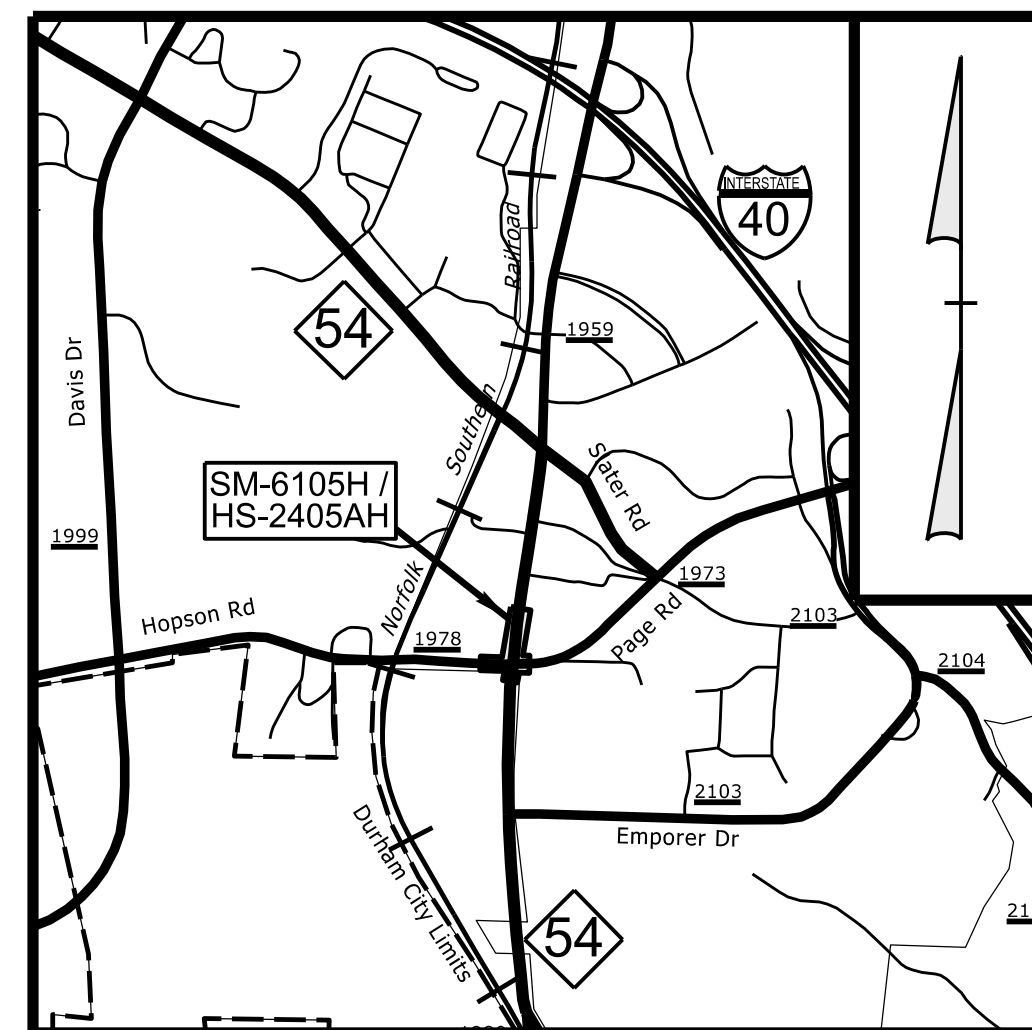 INTERSTATE
40
Railroad
54
1959
Davis Dr
Southern
Slater Rd
SM-6105H /
HS-2405AH
1999
Norfolk
1973
Hopson Rd
1978
Page Rd
2103
2104
2103
Emporer Dr
Durham City Limits
54